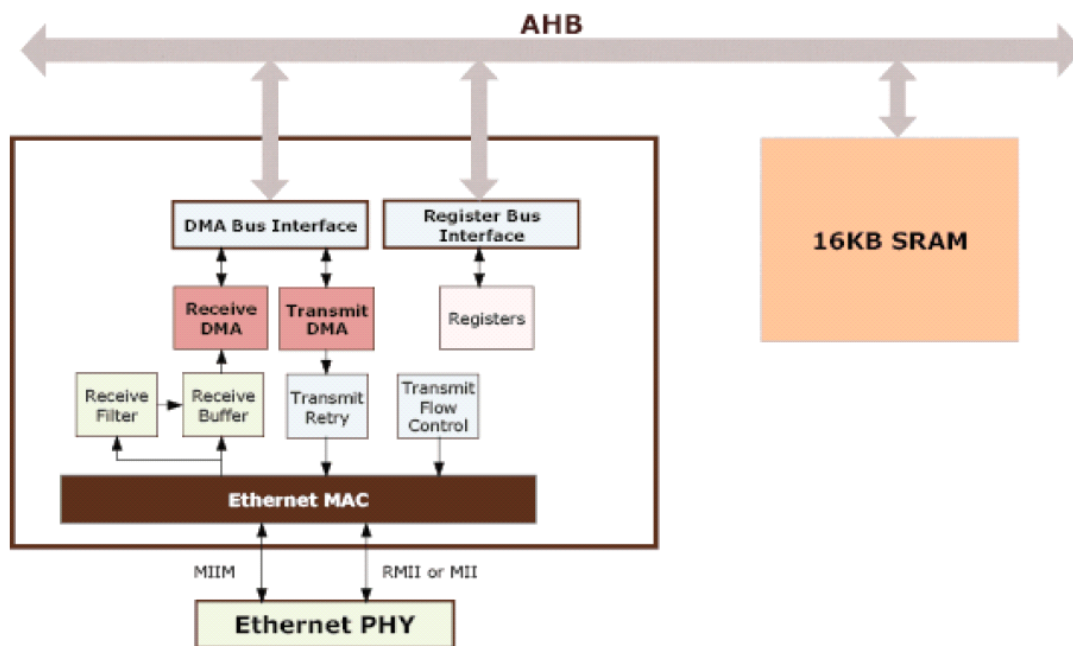 AHB
DMA Bus Interface
Register Bus
Interface
16KB SRAM
Receive
DMA
Transmit
DMA
Registers
Receive
Filter
Receive
Buffer
Transmit
Retry
Transmit
Flow
Control
Ethernet MAC
MIIM
RMII or MII
Ethernet PHY